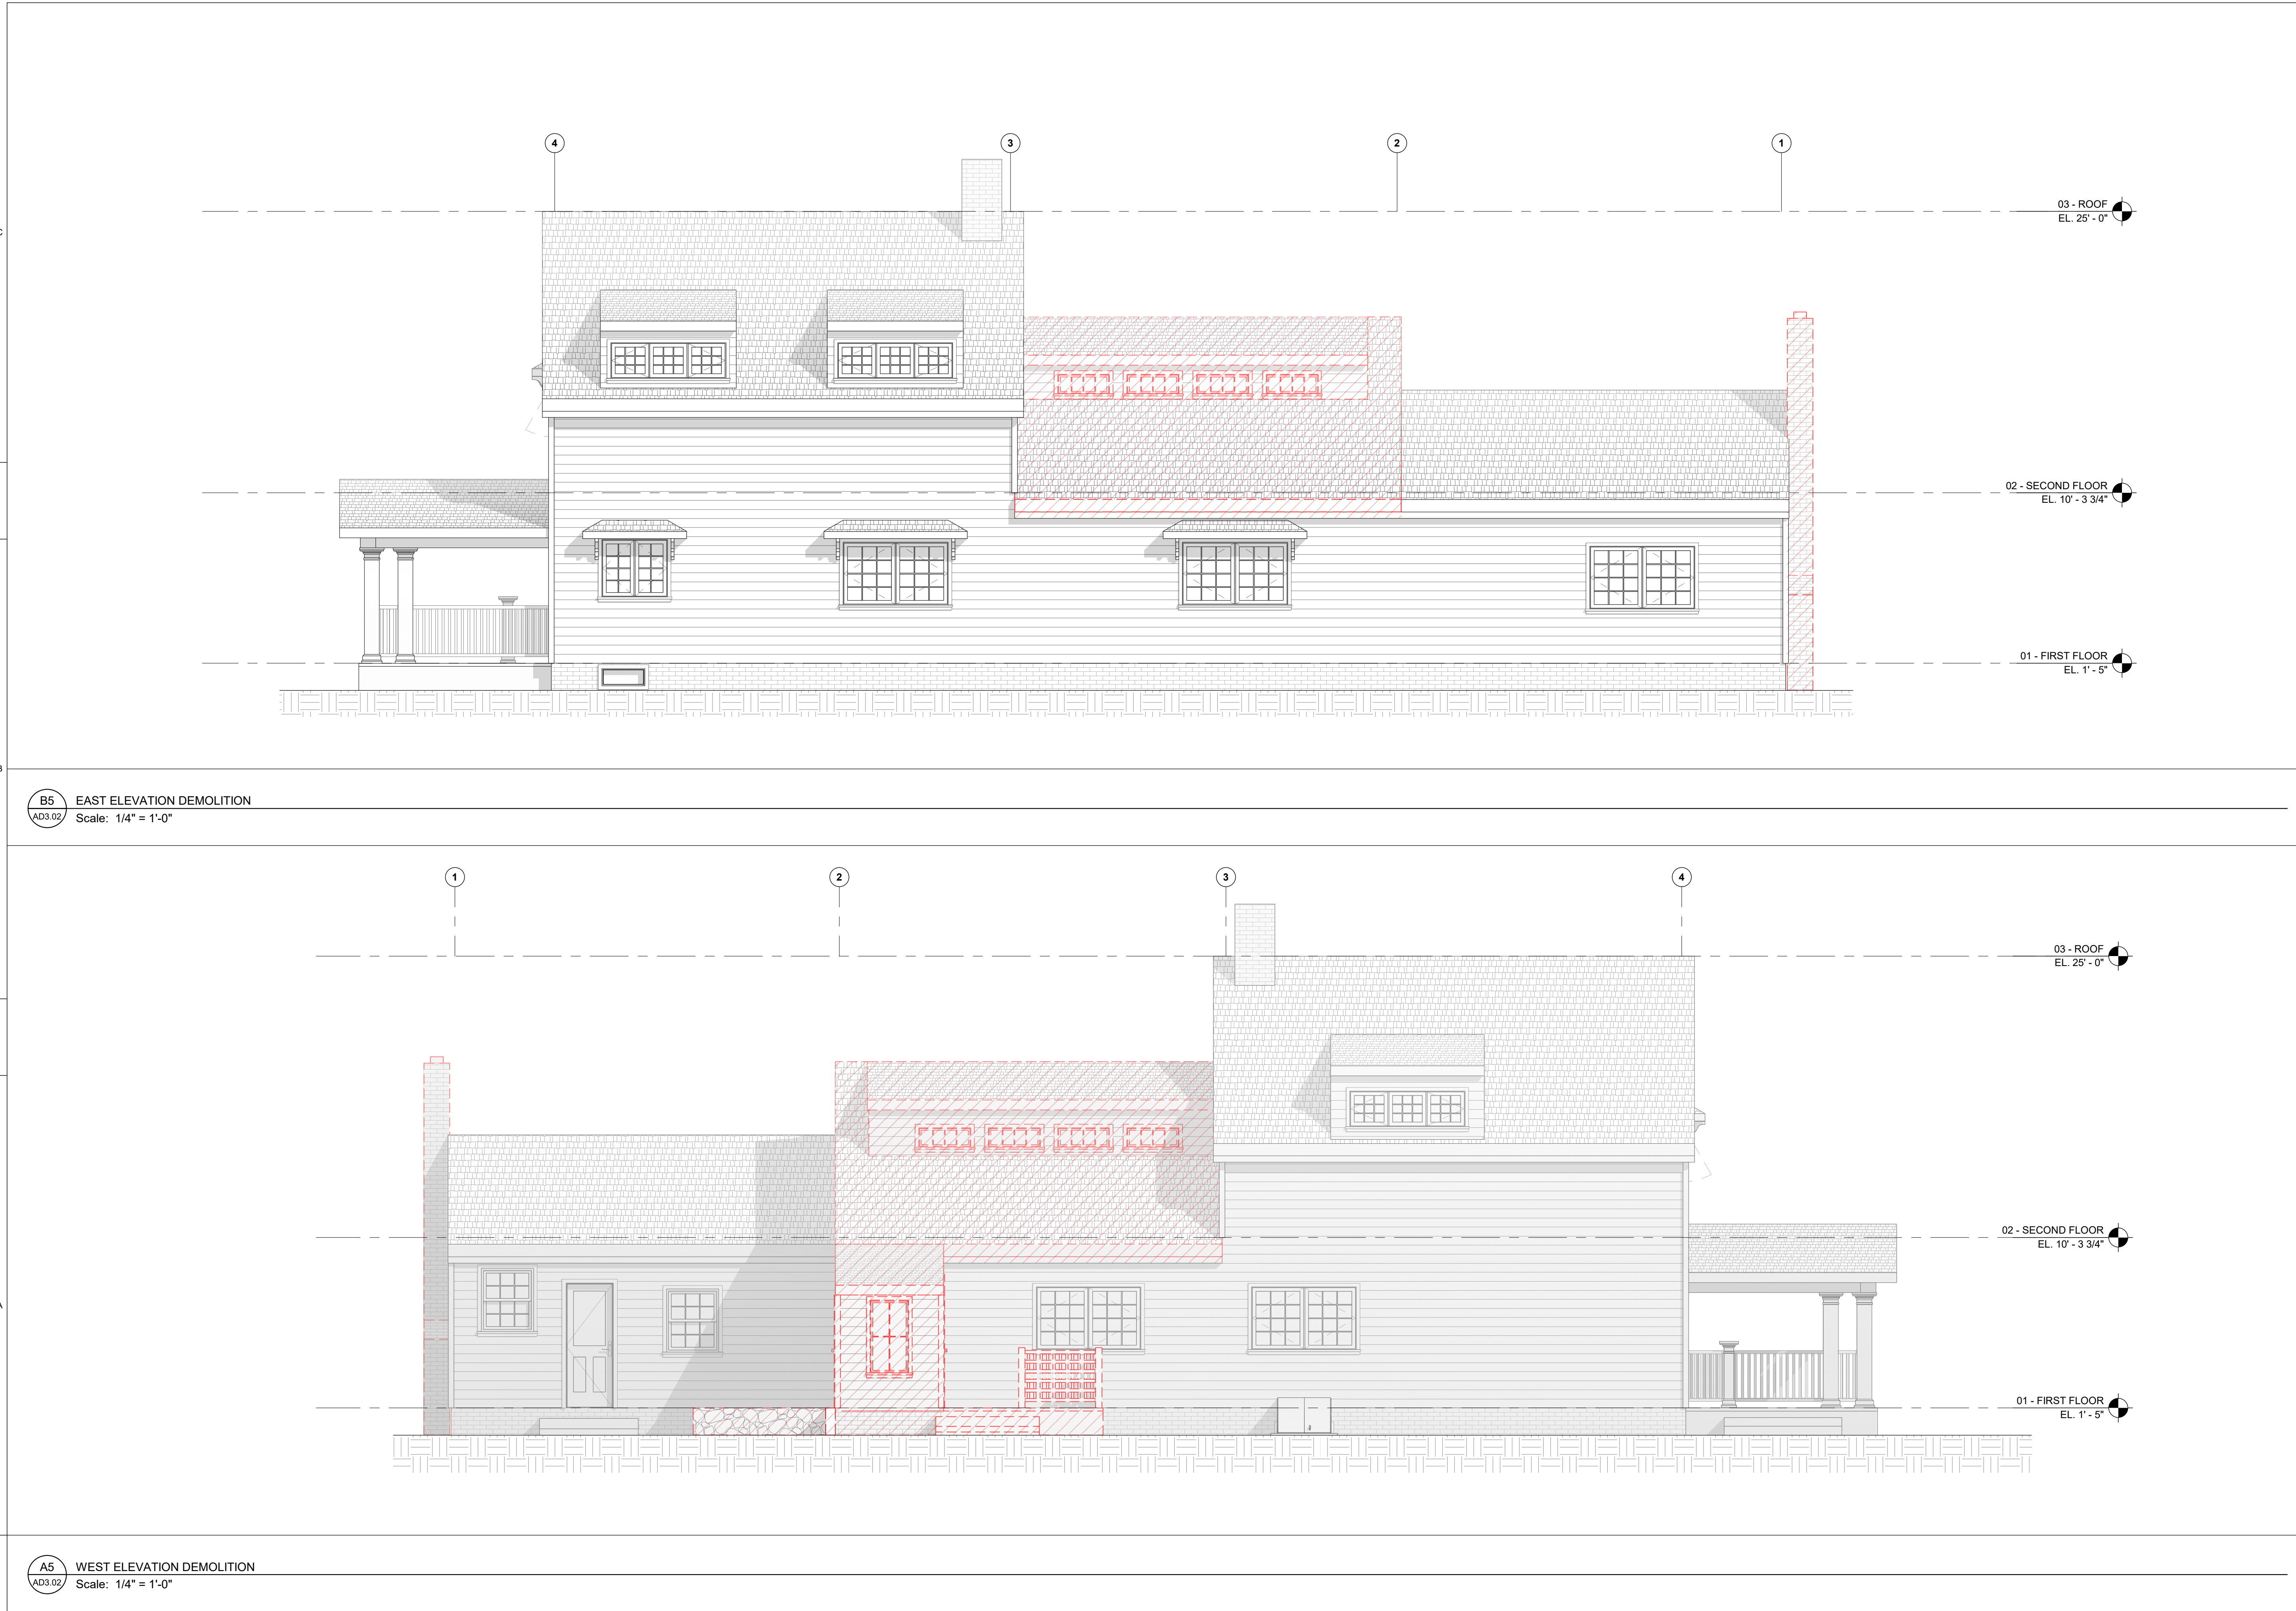 4
3
2
1
03 - ROOF
EL. 25' - 0"
C
02 - SECOND FLOOR
EL. 10' - 3 3/4"
01 - FIRST FLOOR
EL. 1' - 5"
B
B5
AD3.02
EAST ELEVATION DEMOLITION
Scale: 1/4" = 1'-0"
1
2
3
4
03 - ROOF
EL. 25' - 0"
02 - SECOND FLOOR
EL. 10' - 3 3/4"
A
01 - FIRST FLOOR
EL. 1' - 5"
A5
AD3.02
WEST ELEVATION DEMOLITION
Scale: 1/4" = 1'-0"